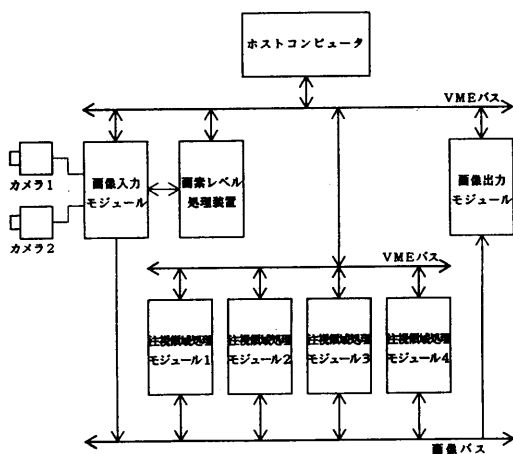 ホストコンピュータ
VMEバス
カメラ1
カメラ2
画像入力
モジュール
画素レベル
処理装置
画像出力
モジュール
VMEバス
注視領域処理
モジュール1
注視領域処理
モジュール2
注視領域処理
モジュール3
注視領域処理
モジュール4
画像バス